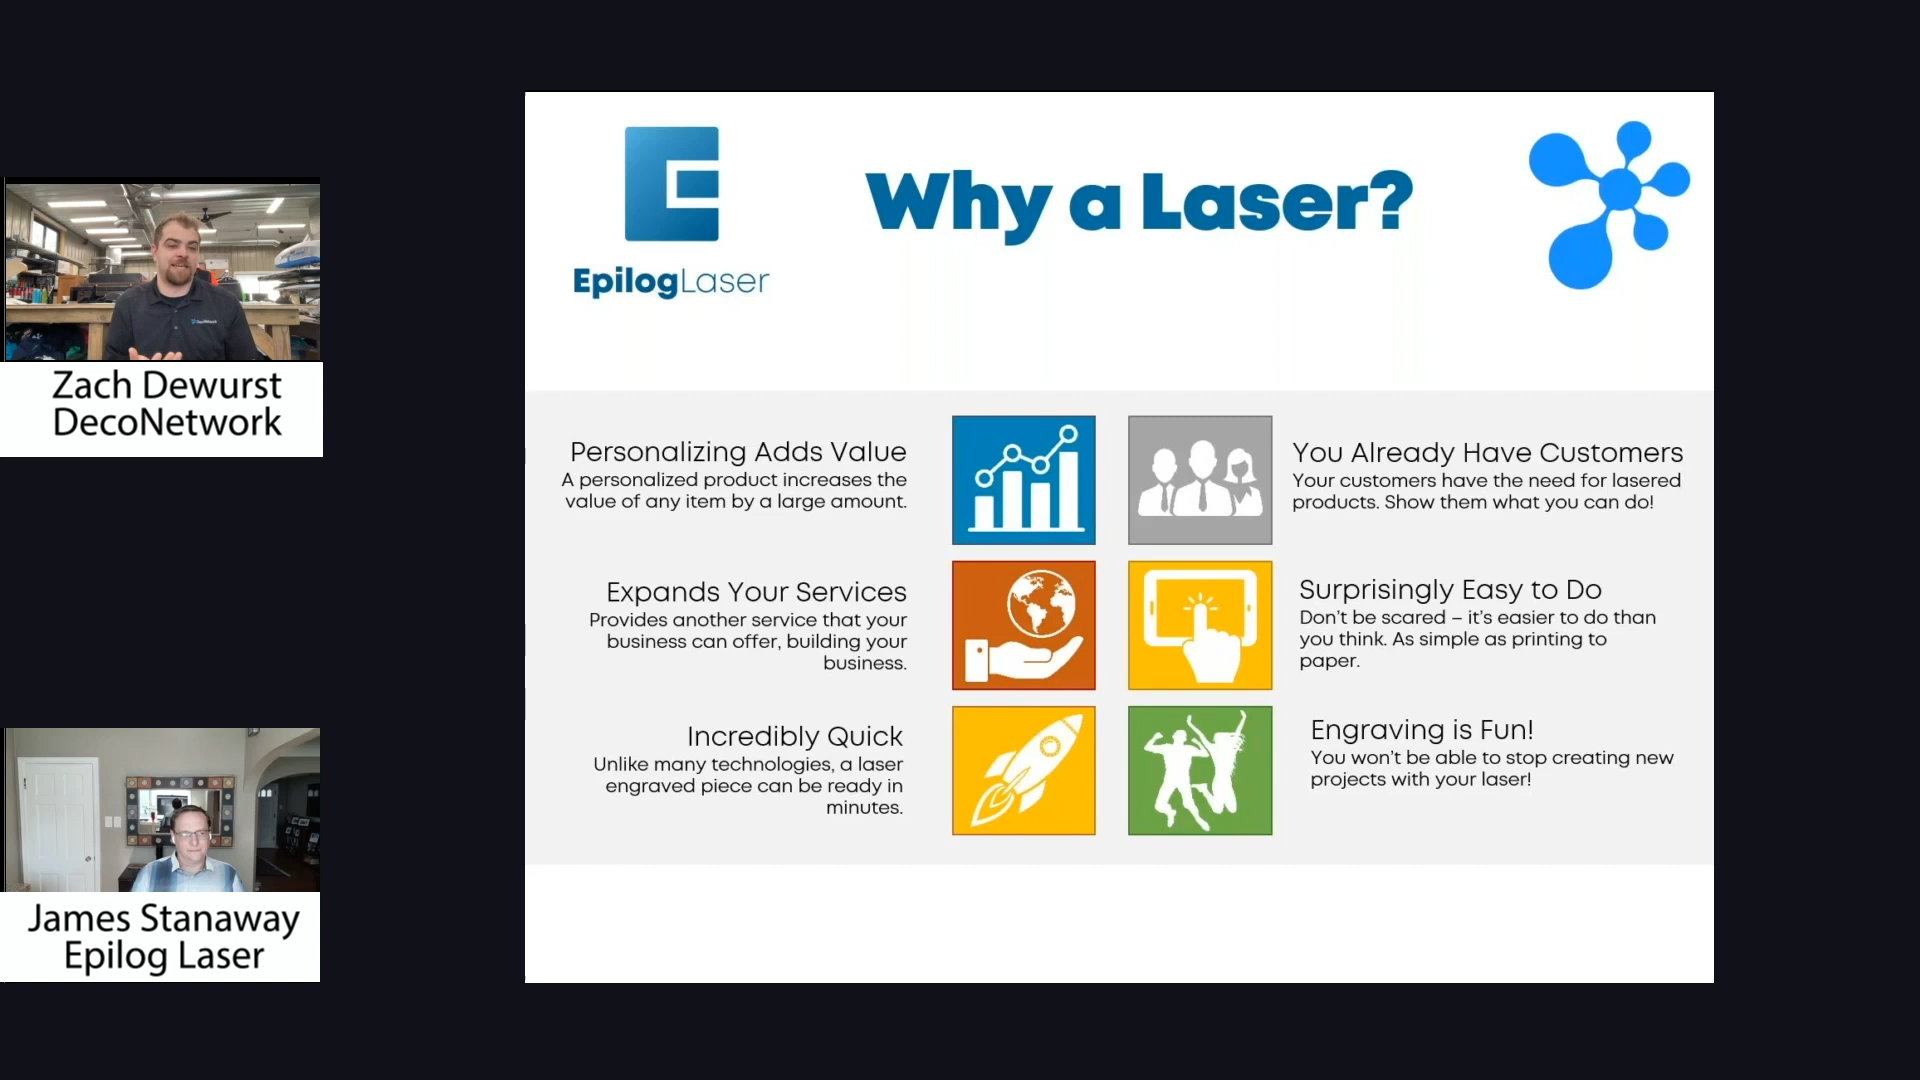 Zach Dewurst
DecoNetwork
James Stanaway
Epilog Laser
EpilogLaser
Why a Laser?
Personalizing Adds Value
A personalized product increases the
value of any item by a large amount.
You Already Have Customers
Your customers have the need for lasered
products. Show them what you can do!
Expands Your Services
Provides another service that your
business can offer, building your
business.
Surprisingly Easy to Do
Don't be scared – it's easier to do than
you think. As simple as printing to
paper.
Incredibly Quick
Unlike many technologies, a laser
engraved piece can be ready in
minutes.
Engraving is Fun!
You won't be able to stop creating new
projects with your laser!